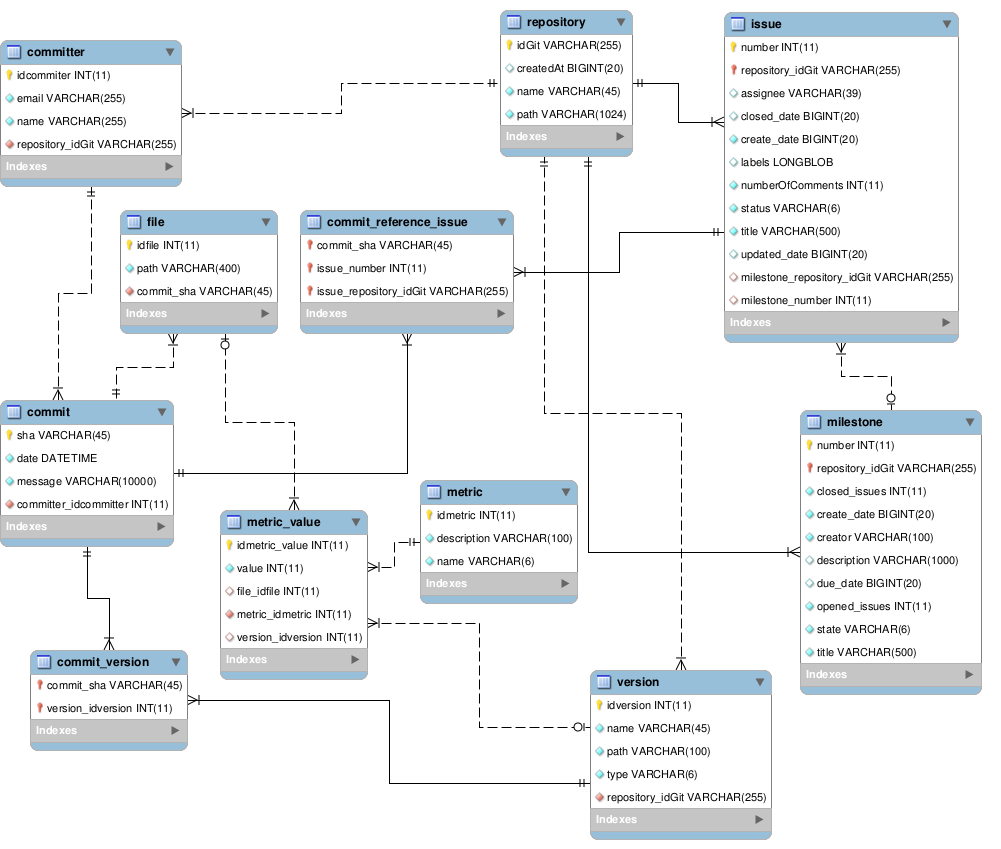 committer
idcommiter INT(11)
email VARCHAR(255)
name VARCHAR(255)
repository_idGit VARCHAR(255)
Indexes
repository
idGit VARCHAR(255)
createdAt BIGINT(20)
name VARCHAR(45)
path VARCHAR(1024)
Indexes
issue
number INT(11)
repository_idGit VARCHAR(255)
assignee VARCHAR(39)
closed_date BIGINT(20)
create_date BIGINT(20)
labels LONGBLOB
numberOfComments INT(11)
status VARCHAR(6)
title VARCHAR(500)
updated_date BIGINT(20)
milestone_repository_idGit VARCHAR(255)
milestone_number INT(11)
Indexes
file
idfile INT(11)
path VARCHAR(400)
commit_sha VARCHAR(45)
Indexes
commit_reference_issue
commit_sha VARCHAR(45)
issue_number INT(11)
issue_repository_idGit VARCHAR(255)
Indexes
commit
sha VARCHAR(45)
date DATETIME
message VARCHAR(10000)
committer_idcommitter INT(11)
Indexes
metric_value
idmetric_value INT(11)
value INT(11)
file_idfile INT(11)
metric_idmetric INT(11)
version_idversion INT(11)
Indexes
metric
idmetric INT(11)
description VARCHAR(100)
name VARCHAR(6)
Indexes
milestone
number INT(11)
repository_idGit VARCHAR(255)
closed_issues INT(11)
create_date BIGINT(20)
creator VARCHAR(100)
description VARCHAR(1000)
due_date BIGINT(20)
opened_issues INT(11)
state VARCHAR(6)
title VARCHAR(500)
Indexes
commit_version
commit_sha VARCHAR(45)
version_idversion INT(11)
Indexes
version
idversion INT(11)
name VARCHAR(45)
path VARCHAR(100)
type VARCHAR(6)
repository_idGit VARCHAR(255)
Indexes